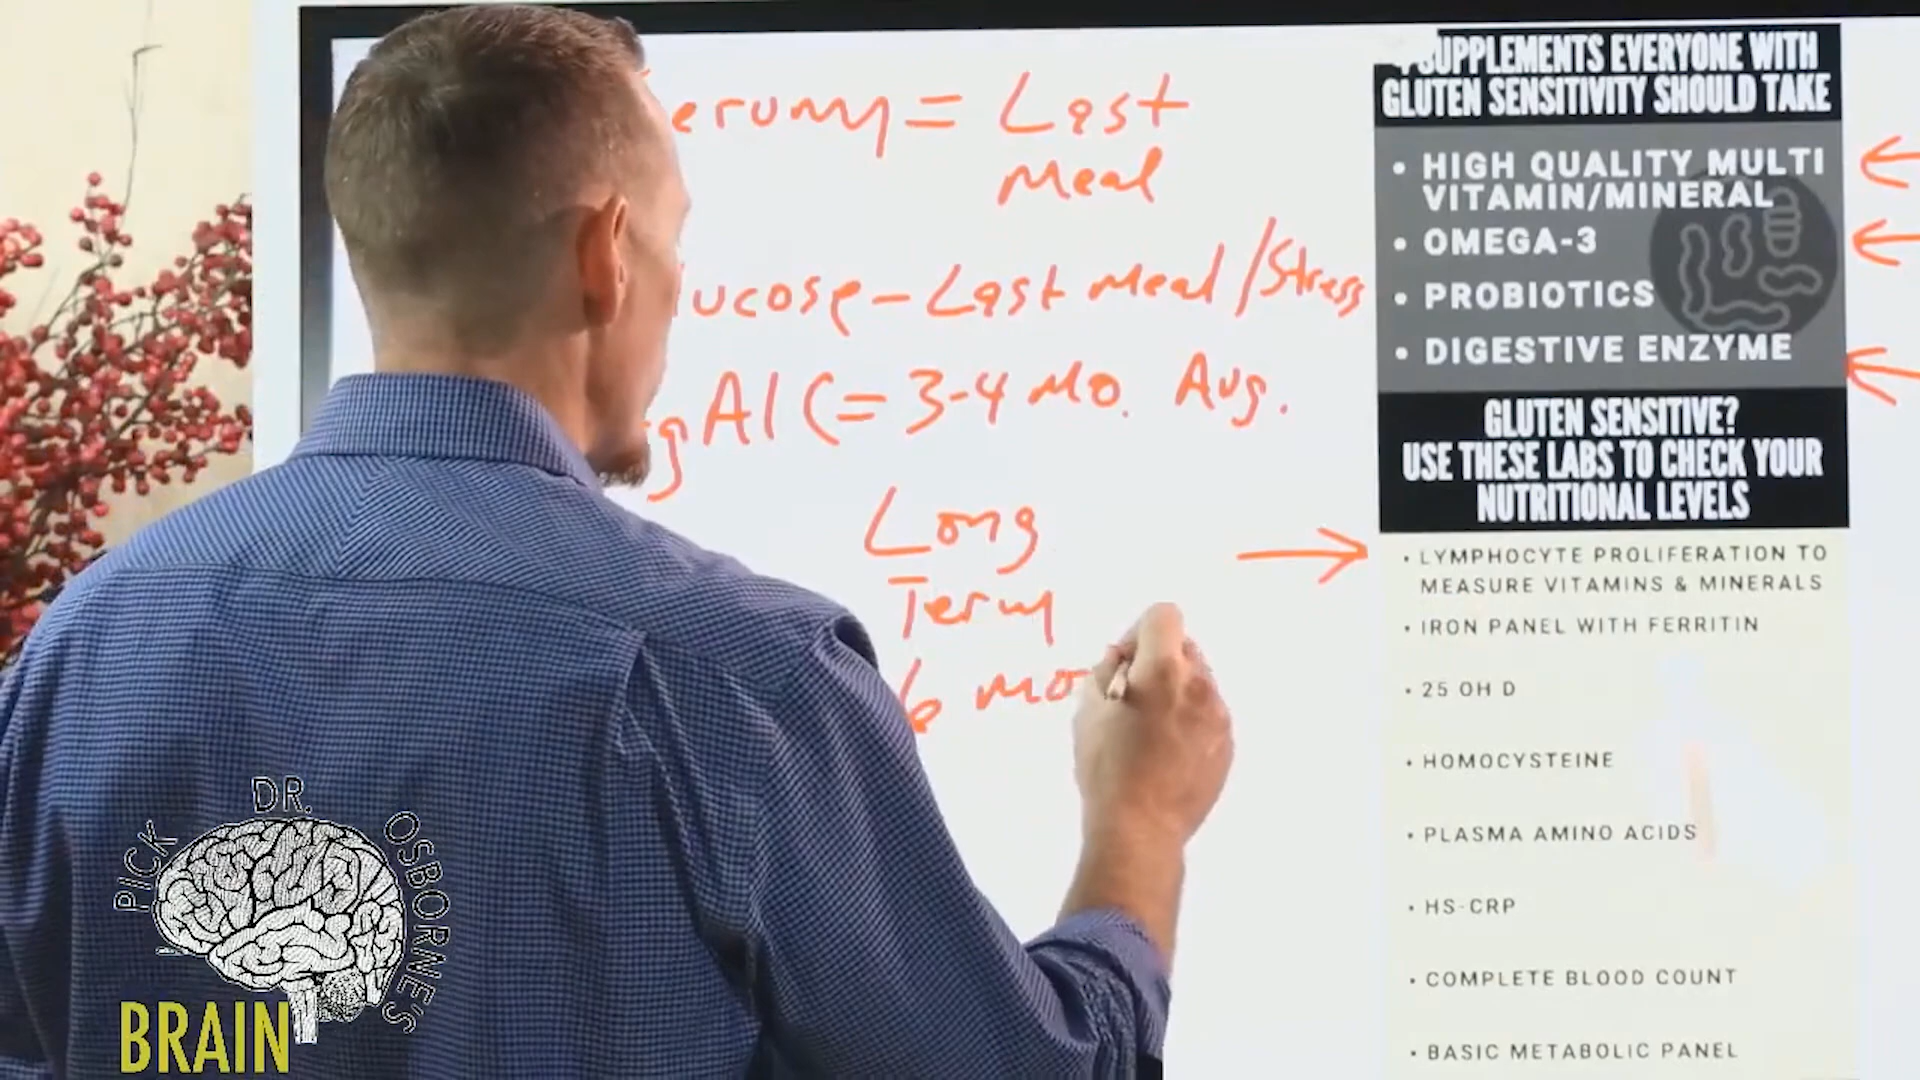 erum = Last
Meal
ucose - Last Meal / Stress
g A1C = 3-4 Mo. Avg.
Long
Term
6 mo
SUPPLEMENTS EVERYONE WITH
GLUTEN SENSITIVITY SHOULD TAKE
• HIGH QUALITY MULTI
VITAMIN/MINERAL
• OMEGA-3
• PROBIOTICS
• DIGESTIVE ENZYME
GLUTEN SENSITIVE?
USE THESE LABS TO CHECK YOUR
NUTRITIONAL LEVELS
• LYMPHOCYTE PROLIFERATION TO
MEASURE VITAMINS & MINERALS
• IRON PANEL WITH FERRITIN
• 25 OH D
• HOMOCYSTEINE
• PLASMA AMINO ACIDS
• HS-CRP
• COMPLETE BLOOD COUNT
• BASIC METABOLIC PANEL
PICK DR. OSBORNE'S
BRAIN